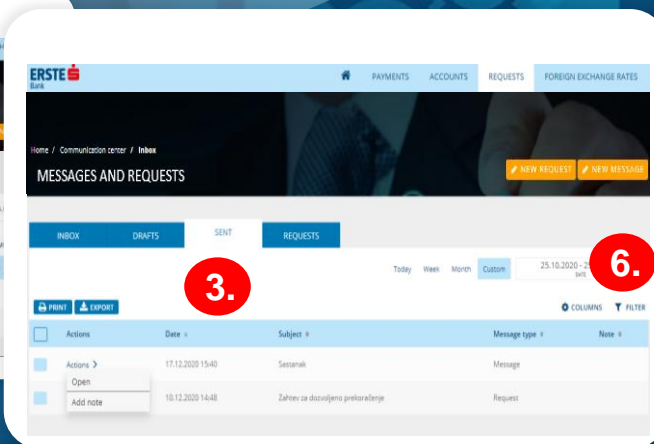 ERSTE
Bank
PAYMENTS ACCOUNTS REQUESTS FOREIGN EXCHANGE RATES
Home / Communication center / Inbox
MESSAGES AND REQUESTS
NEW REQUEST NEW MESSAGE
INBOX DRAFTS SENT REQUESTS
3.
Today Week Month Custom 25.10.2020 -
DATE
6.
PRINT EXPORT
COLUMNS FILTER
Actions Date Subject Message type Note
Actions 17.12.2020 15:40 Sastanak Message
Open
10.12.2020 14:48 Zahtev za dozvoljeno prekoračenje Request
Add note